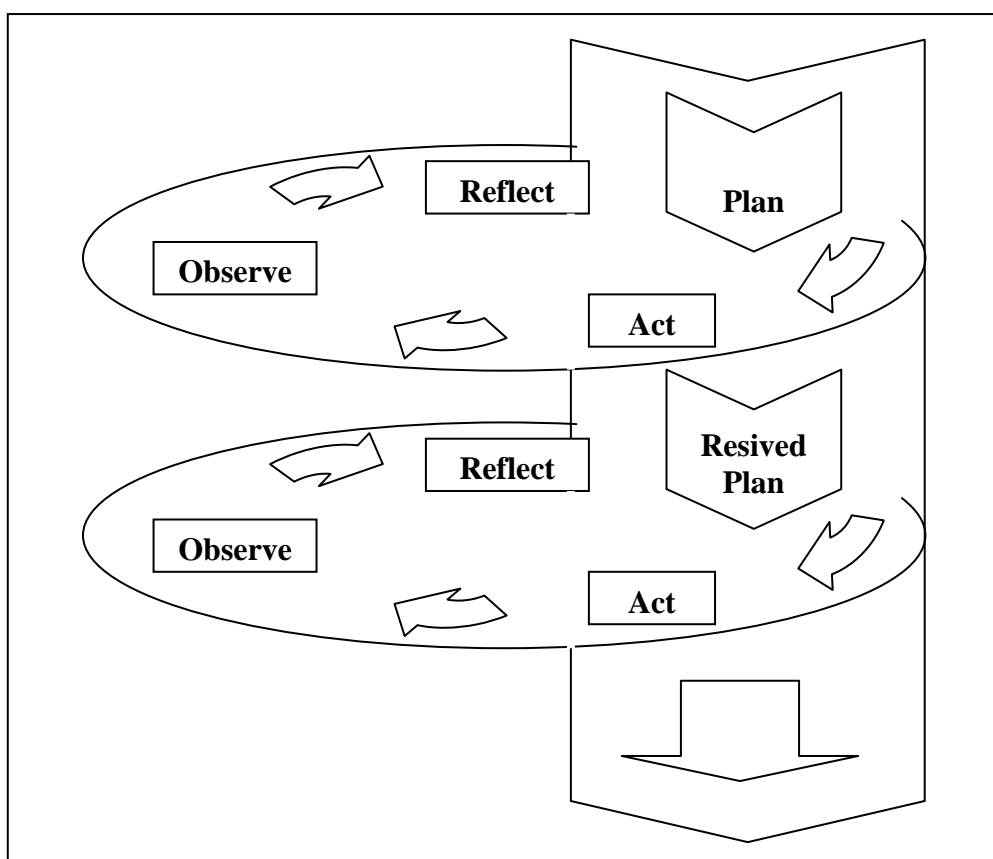 Reflect
Plan
Observe
Act
Resived
Plan
Reflect
Observe
Act